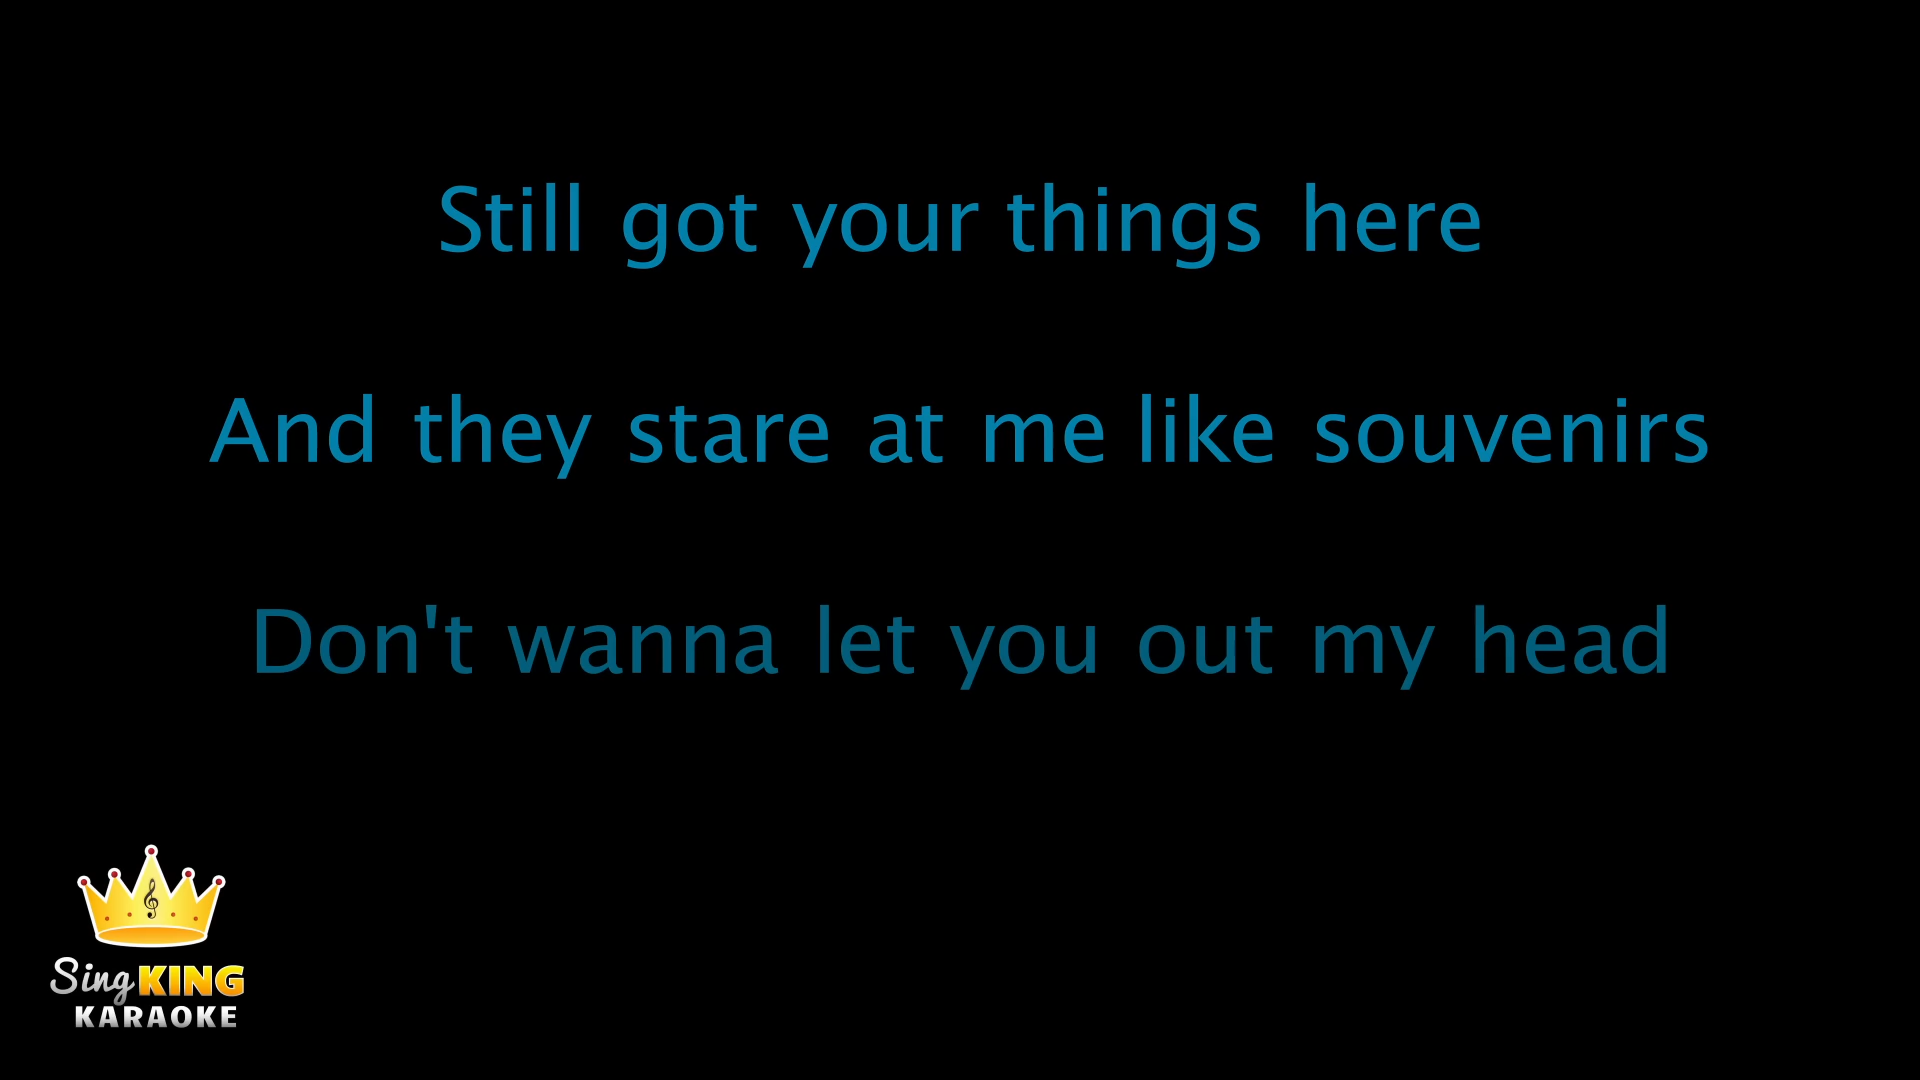 Still got your things here
And they stare at me like souvenirs
Don't wanna let you out my head
Sing KING
KARAOKE